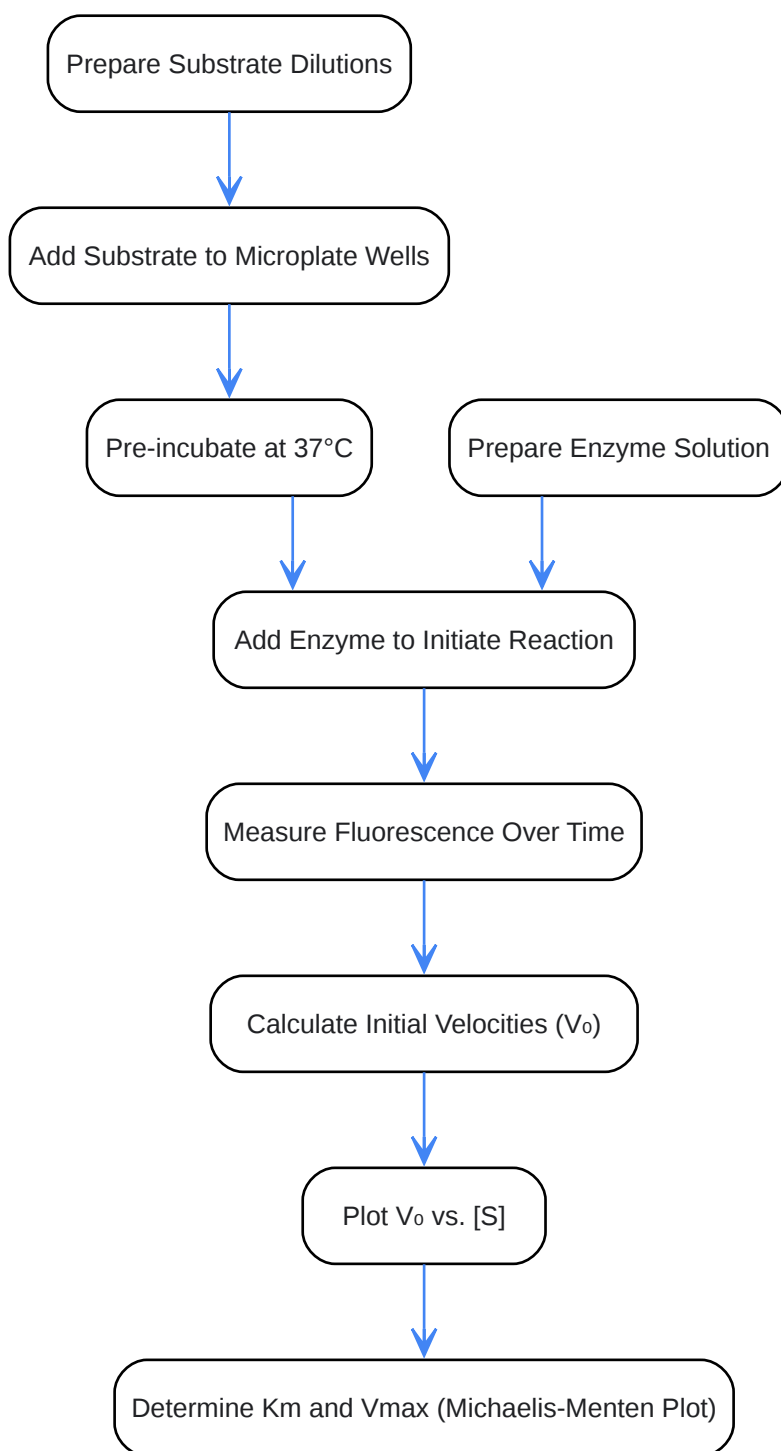 Prepare Substrate Dilutions
Add Substrate to Microplate Wells
Pre-incubate at 37°C
Prepare Enzyme Solution
Add Enzyme to Initiate Reaction
Measure Fluorescence Over Time
Calculate Initial Velocities (V₀)
Plot V₀ vs. [S]
Determine Km and Vmax (Michaelis-Menten Plot)